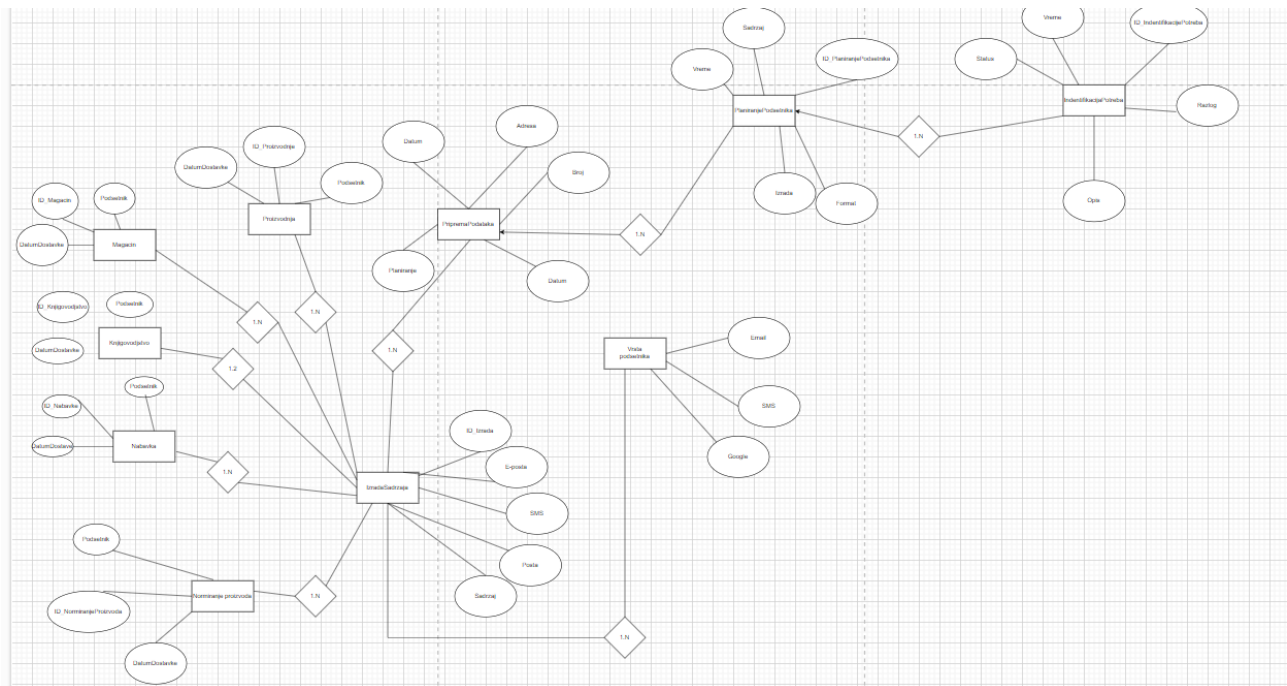 Sadrzaj
Vreme
ID_PlaniranjePodsetnika
PlaniranjePodsetnika
Izrada
Format
Vreme
ID_IndentifikacijePotreba
Status
IndentifikacijaPotreba
Razlog
Opis
1.N
Datum
Adresa
Broj
PripremaPodataka
Planiranje
Datum
1.N
ID_Proizvodnje
DatumDostavke
Podsetnik
Proizvodnja
ID_Magacin
Podsetnik
DatumDostavke
Magacin
1.N
1.N
1.N
ID_Knjigovodjstvo
Podsetnik
Knjigovodjstvo
DatumDostavke
1.2
Podsetnik
ID_Nabavke
DatumDostave
Nabavka
1.N
Vrsta
podsetnika
Email
SMS
Google
ID_Izrada
E-posta
IzradaSadrzaja
SMS
Posta
Sadrzaj
Podsetnik
Normiranje proizvoda
ID_NormiranjeProizvoda
DatumDostavke
1.N
1.N